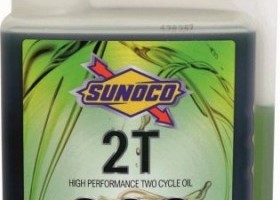 SUNOCO
2T
HIGH PERFORMANCE TWO CYCLE OIL